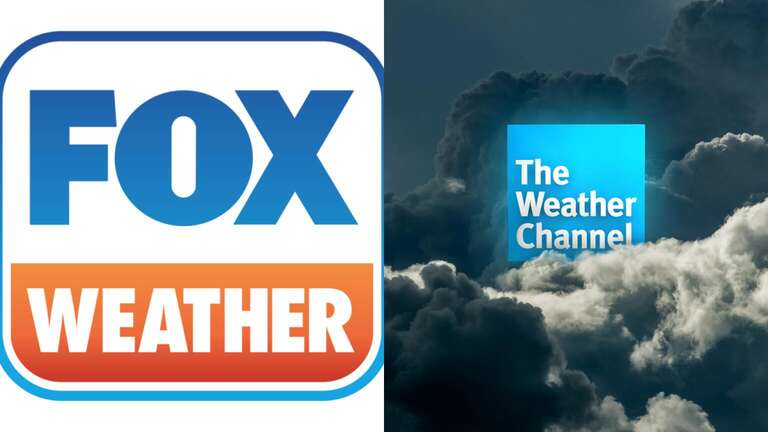 FOX
WEATHER
The
Weather
Channel